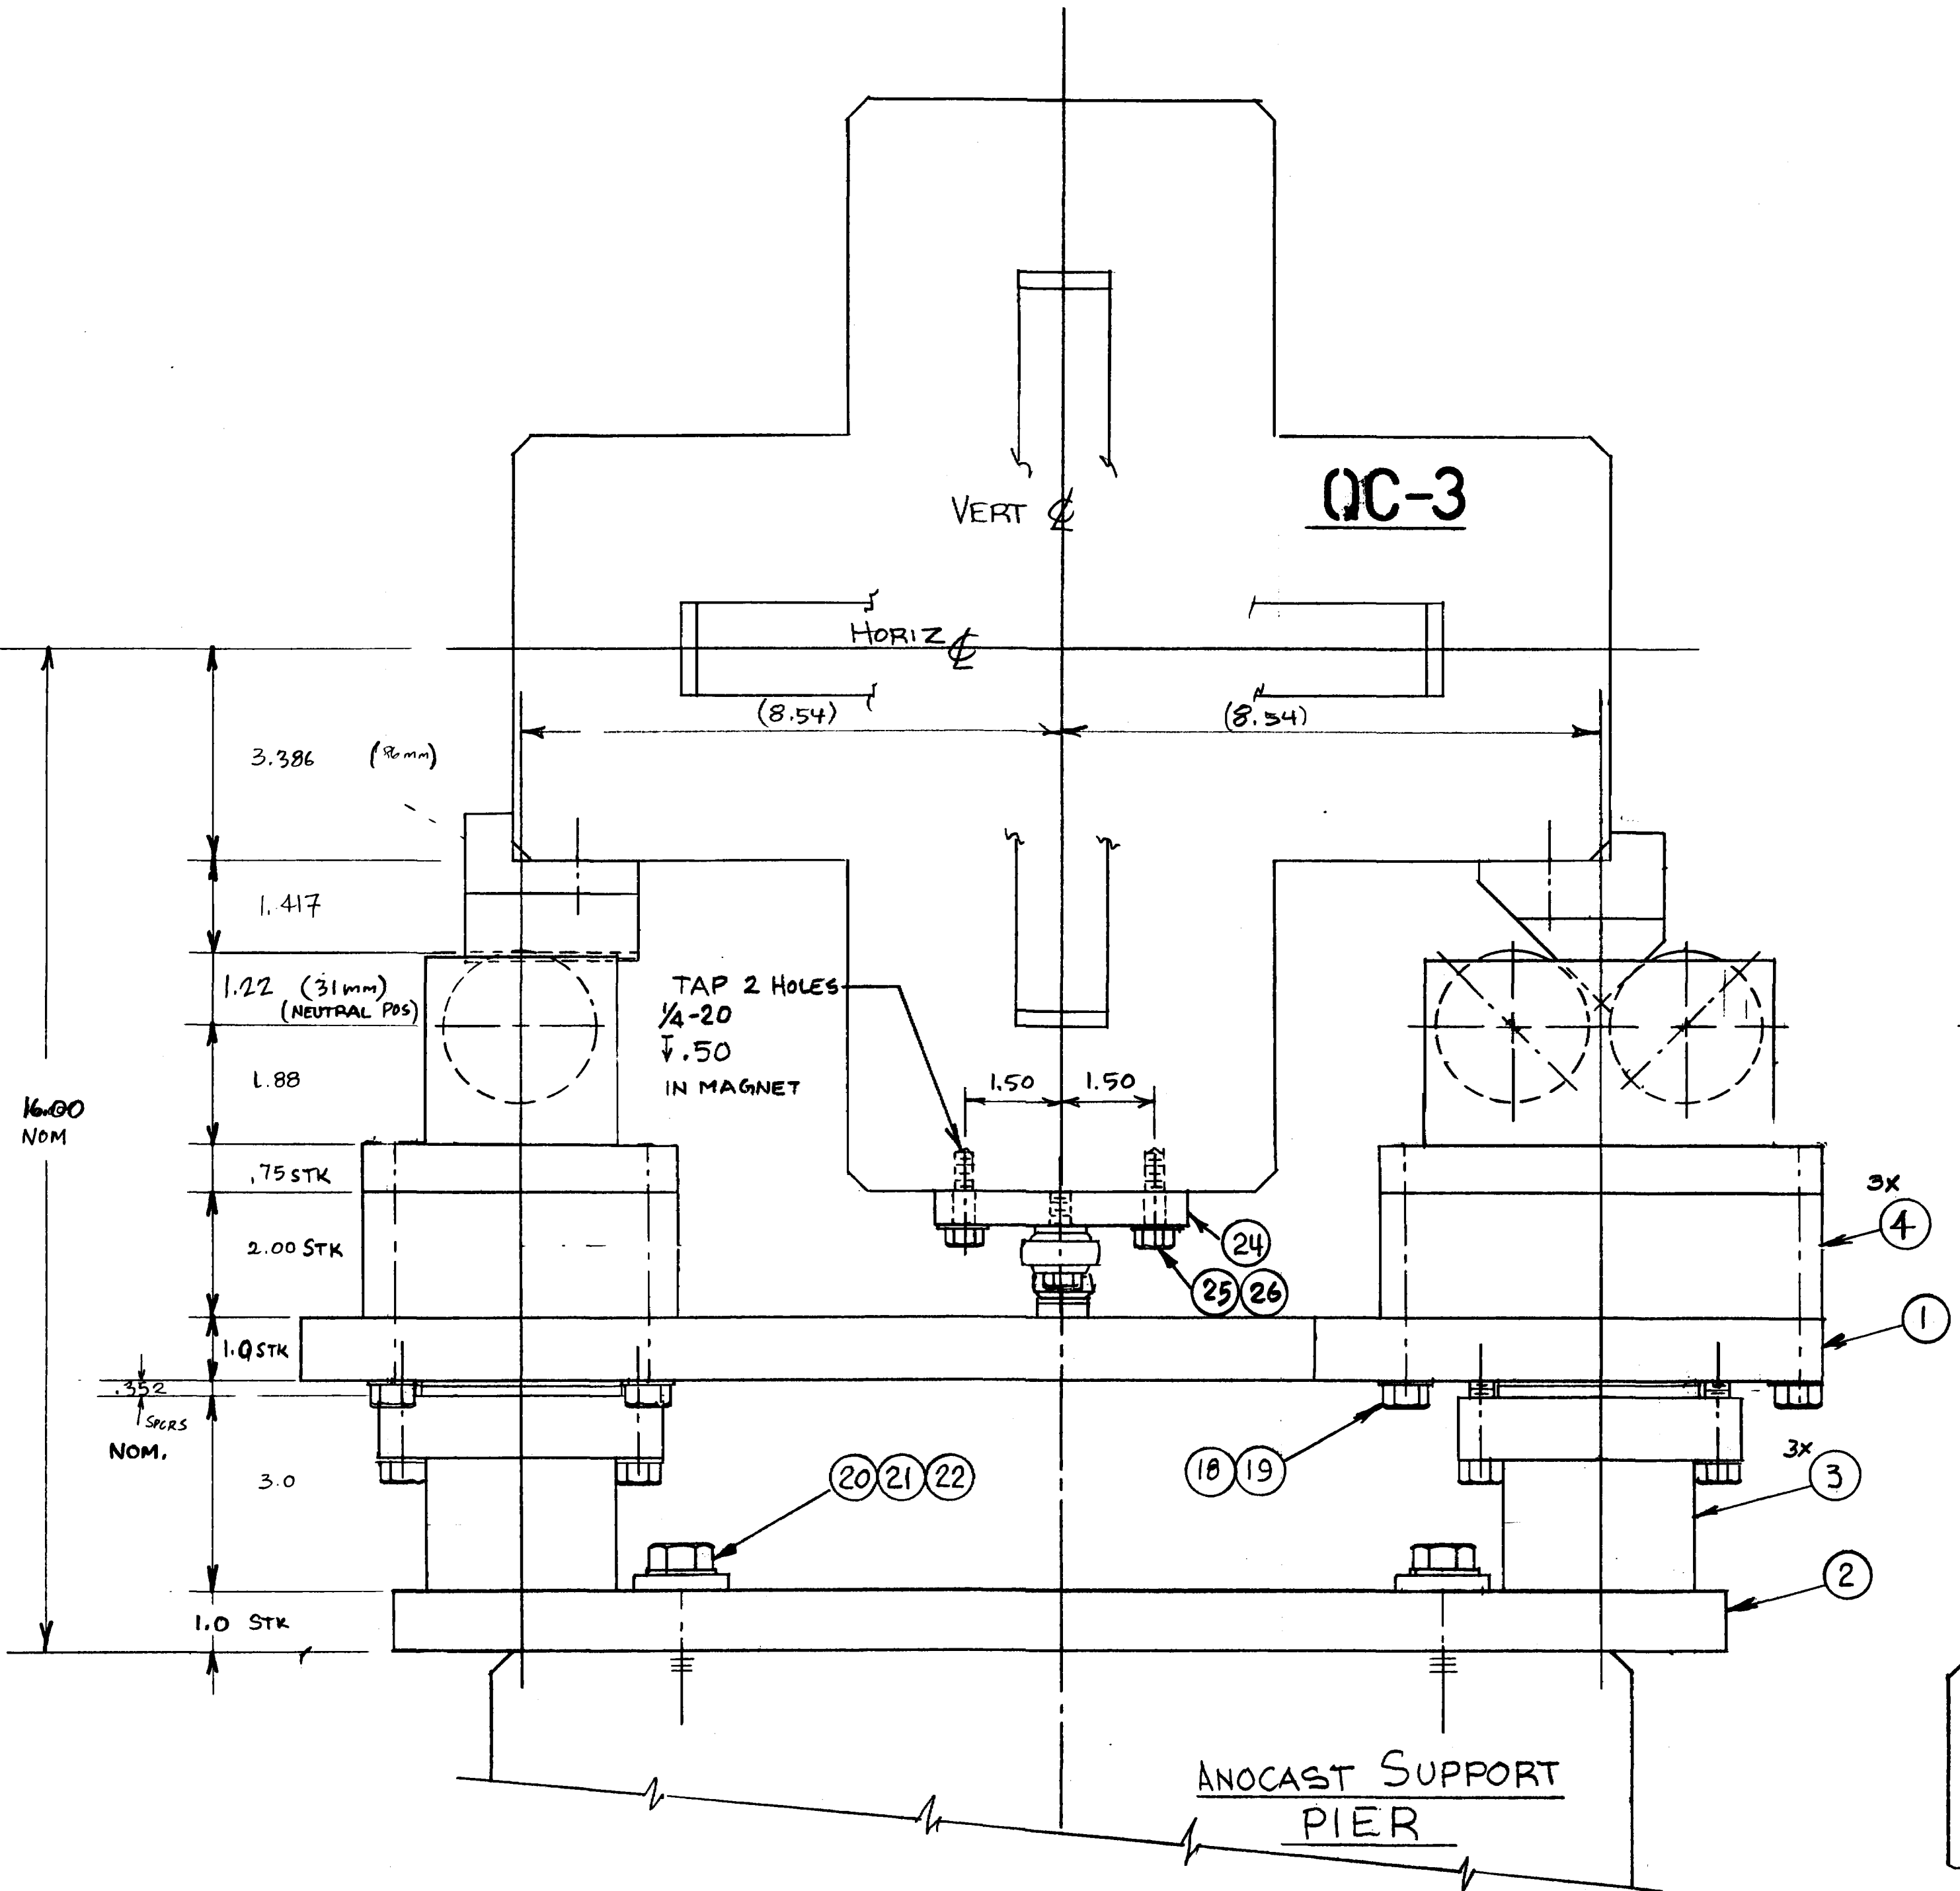 VERT ℄
QC-3
HORIZ ℄
(8.54)
(8.54)
3.386 (86mm)
1.417
1.22 (31mm)
(NEUTRAL POS)
TAP 2 HOLES
1/4-20
↧.50
IN MAGNET
1.88
1.50
1.50
16.00
NOM
.75 STK
3X
4
2.00 STK
24
25 26
1
1.0 STK
.352
SPCRS
NOM.
3.0
20 21 22
18 19
3X
3
2
1.0 STK
ANOCAST SUPPORT
PIER